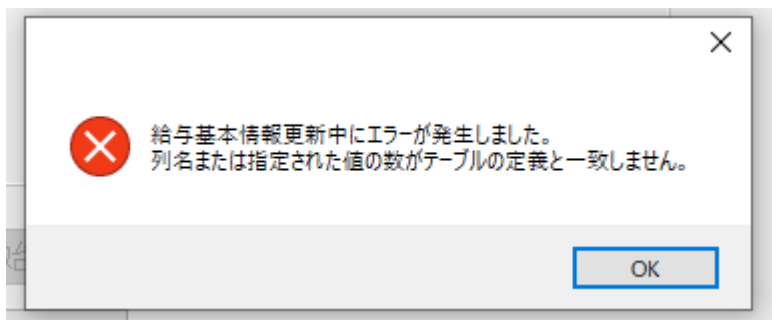 給与基本情報更新中にエラーが発生しました。
列名または指定された値の数がテーブルの定義と一致しません。
OK